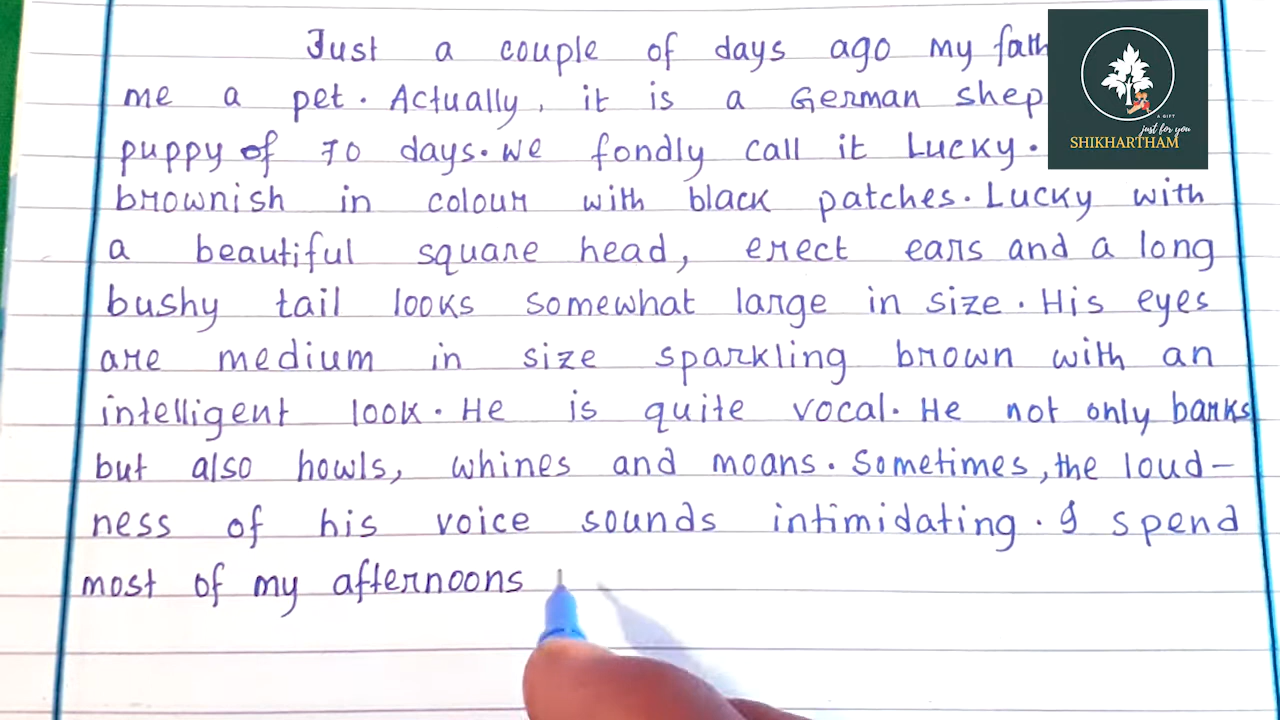 Just a couple of days ago my fath
me a pet. Actually, it is a German shep
puppy of 70 days. We fondly call it Lucky.
brownish in colour with black patches. Lucky with
a beautiful square head, erect ears and a long
bushy tail looks somewhat large in size. His eyes
are medium in size sparkling brown with an
intelligent look. He is quite vocal. He not only barks
but also howls, whines and moans. Sometimes, the loud-
ness of his voice sounds intimidating. I spend
most of my afternoons
A GIFT
just for you
SHIKHARTHAM